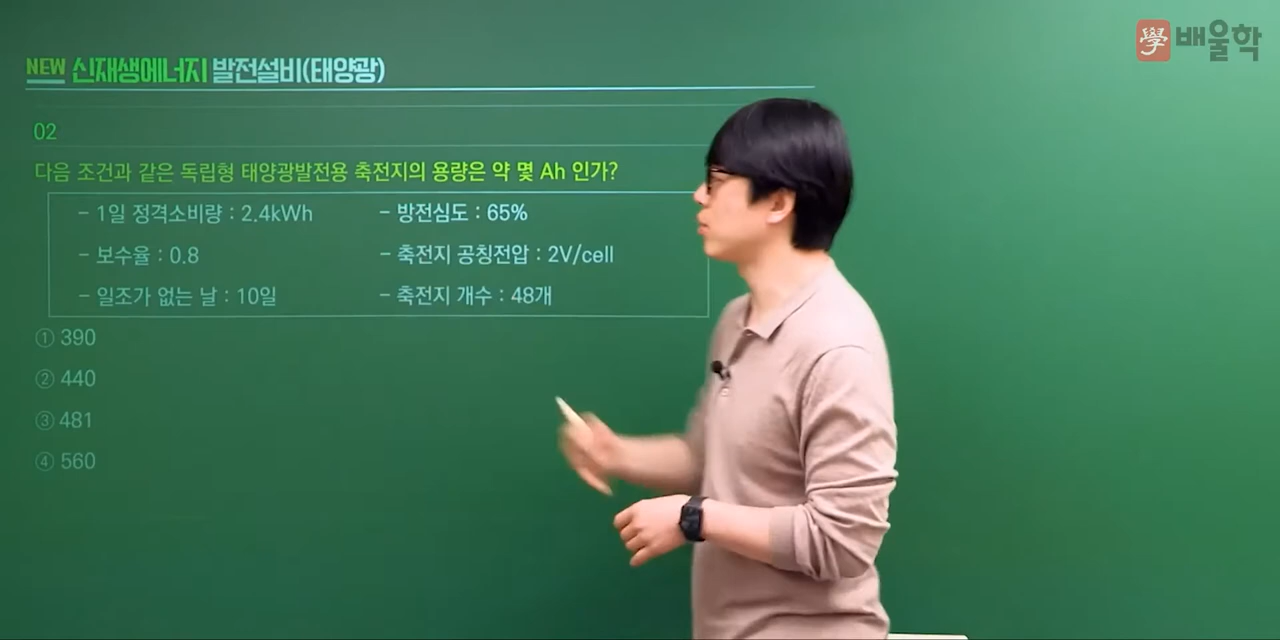 學 배울학
NEW 신재생에너지 발전설비(태양광)
02
다음 조건과 같은 독립형 태양광발전용 축전지의 용량은 약 몇 Ah 인가?
- 1일 정격소비량 : 2.4kWh - 방전심도 : 65%
- 보수율 : 0.8 - 축전지 공칭전압 : 2V/cell
- 일조가 없는 날 : 10일 - 축전지 개수 : 48개
① 390
② 440
③ 481
④ 560